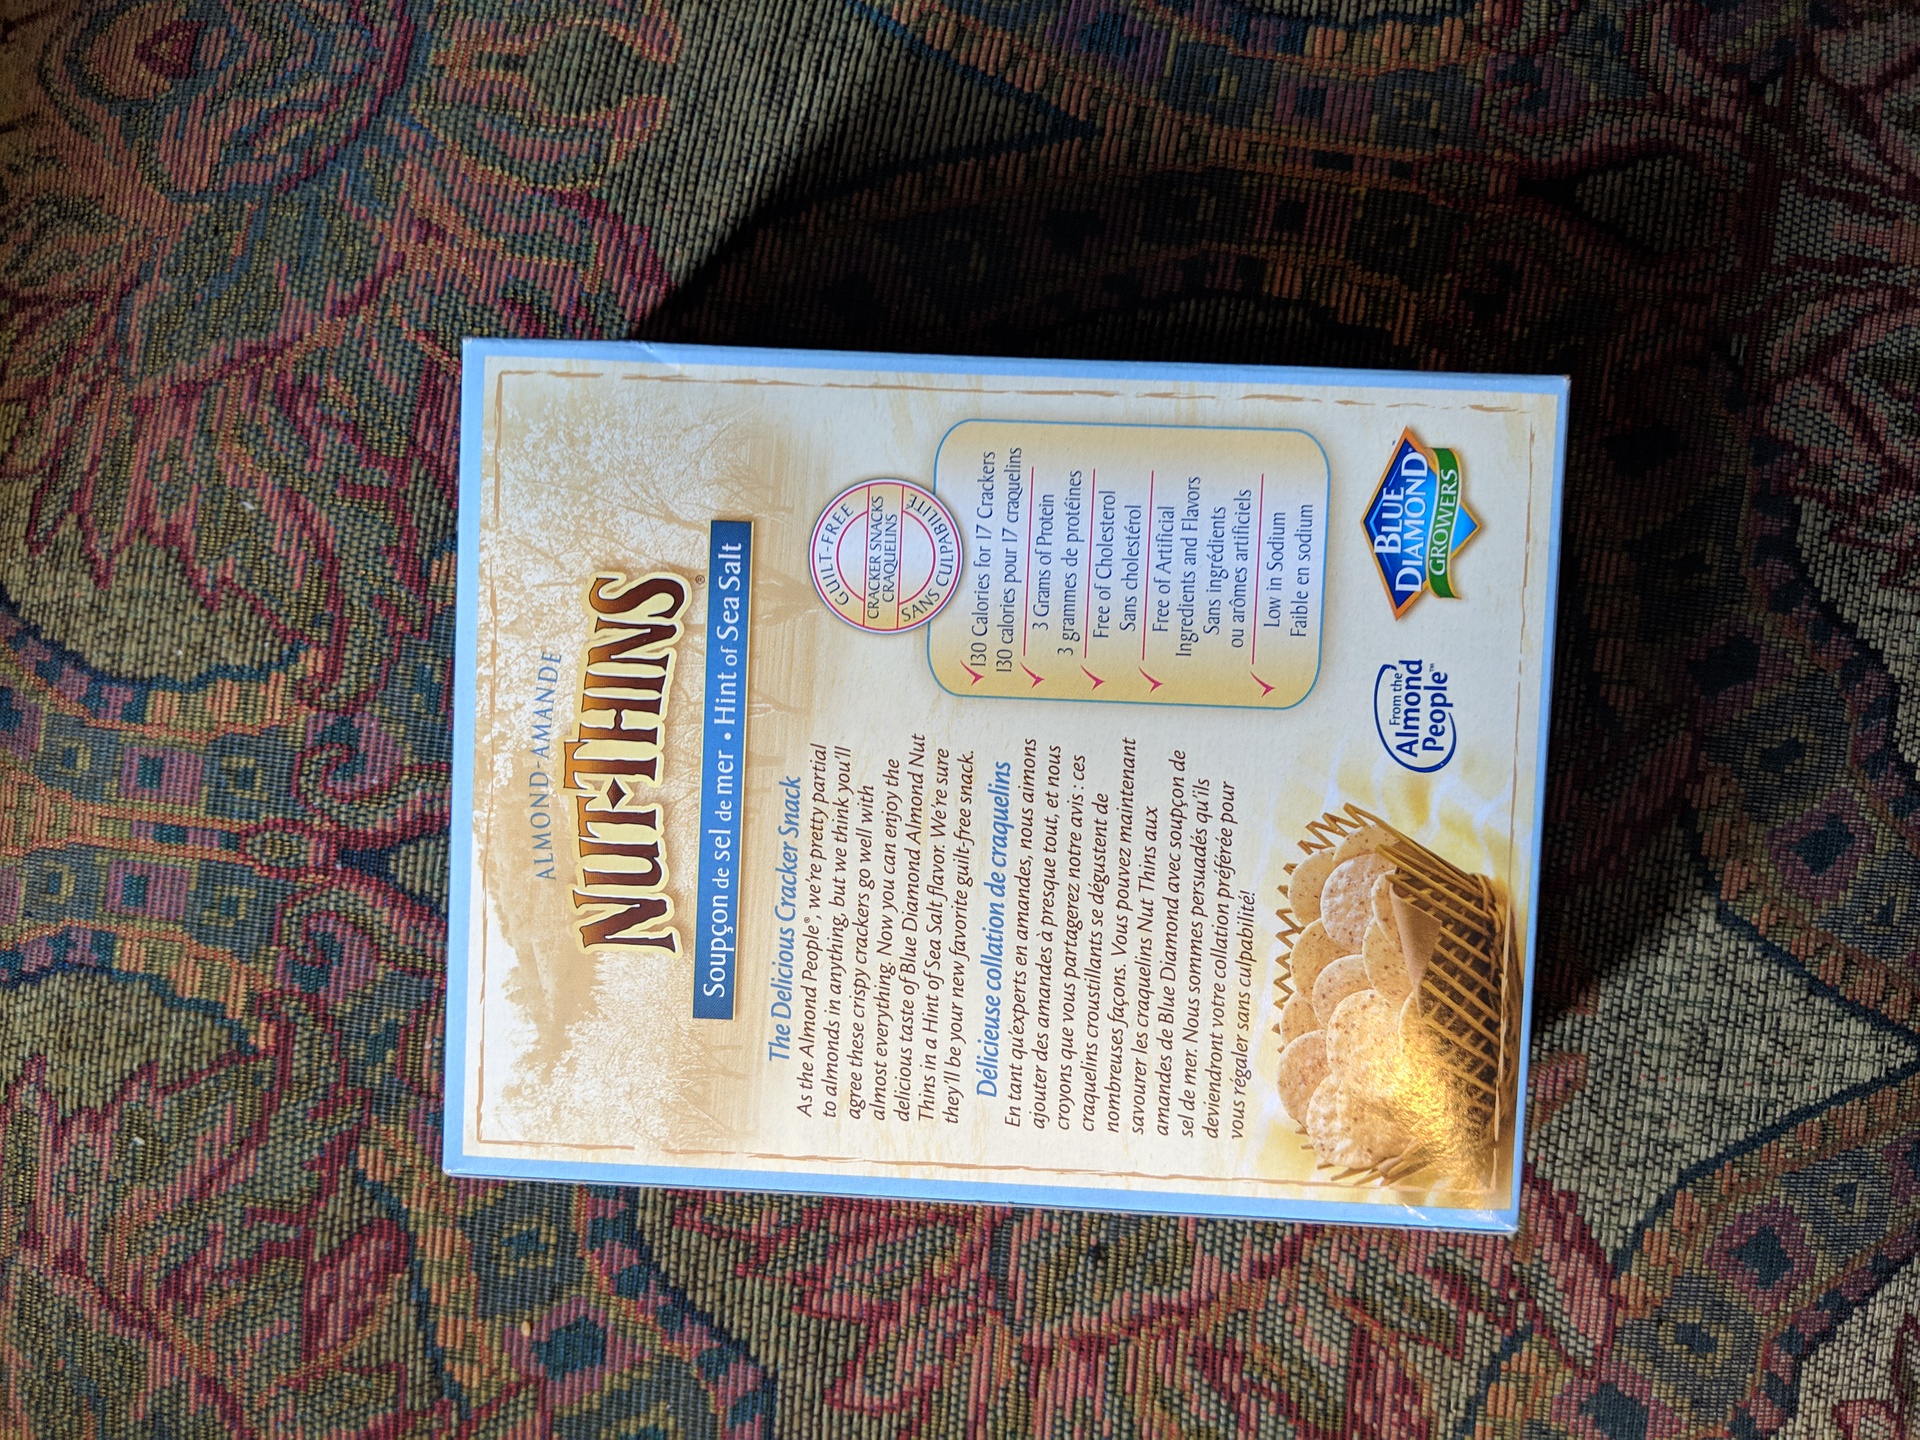 ALMOND-AMANDE
NUT-THINS®
Soupçon de sel de mer • Hint of Sea Salt
The Delicious Cracker Snack
As the Almond People®, we're pretty partial
to almonds in anything, but we think you'll
agree these crispy crackers go well with
almost everything. Now you can enjoy the
delicious taste of Blue Diamond Almond Nut
Thins in a Hint of Sea Salt flavor. We're sure
they'll be your new favorite guilt-free snack.
Délicieuse collation de craquelins
En tant qu'experts en amandes, nous aimons
ajouter des amandes à presque tout, et nous
croyons que vous partagerez notre avis : ces
craquelins croustillants se dégustent de
nombreuses façons. Vous pouvez maintenant
savourer les craquelins Nut Thins aux
amandes de Blue Diamond avec soupçon de
sel de mer. Nous sommes persuadés qu'ils
deviendront votre collation préférée pour
vous régaler sans culpabilité!
GUILT-FREE
CRACKER SNACKS
CRAQUELINS
SANS CULPABILITÉ
130 Calories for 17 Crackers
130 calories pour 17 craquelins
3 Grams of Protein
3 grammes de protéines
Free of Cholesterol
Sans cholestérol
Free of Artificial
Ingredients and Flavors
Sans ingrédients
ou arômes artificiels
Low in Sodium
Faible en sodium
From the
Almond
People™
BLUE
DIAMOND®
GROWERS